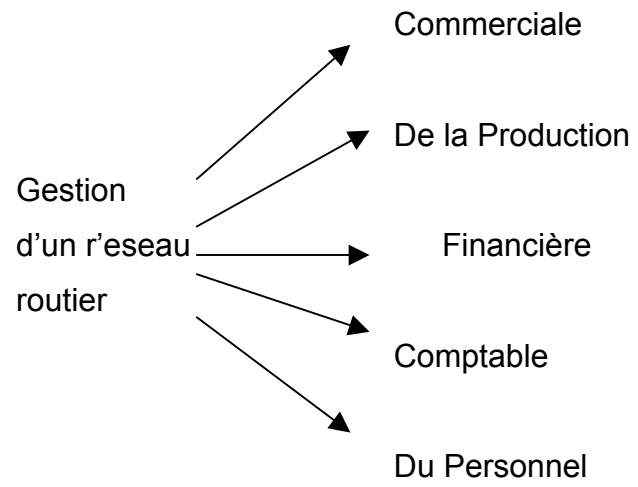 Commerciale
De la Production
Gestion
d'un r'eseau
routier
Financière
Comptable
Du Personnel